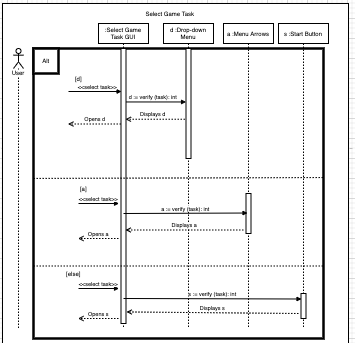 Select Game Task
:Select Game
Task GUI
d :Drop-down
Menu
a :Menu Arrows
s :Start Button
User
Alt
[d]
<<select task>>
d := verify (task): int
Displays d
Opens d
[a]
<<select task>>
a := verify (task): int
Displays a
Opens a
[else]
<<select task>>
s := verify (task): int
Displays s
Opens s